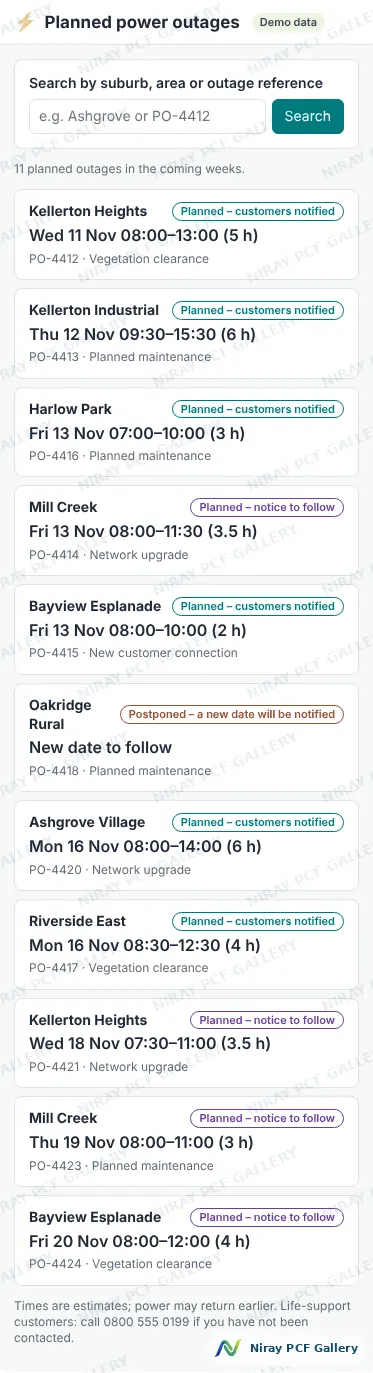 ⚡ Planned power outages Demo data
Search by suburb, area or outage reference
e.g. Ashgrove or PO-4412 Search
11 planned outages in the coming weeks.
Kellerton Heights Planned – customers notified
Wed 11 Nov 08:00–13:00 (5 h)
PO-4412 · Vegetation clearance
Kellerton Industrial Planned – customers notified
Thu 12 Nov 09:30–15:30 (6 h)
PO-4413 · Planned maintenance
Harlow Park Planned – customers notified
Fri 13 Nov 07:00–10:00 (3 h)
PO-4416 · Planned maintenance
Mill Creek Planned – notice to follow
Fri 13 Nov 08:00–11:30 (3.5 h)
PO-4414 · Network upgrade
Bayview Esplanade Planned – customers notified
Fri 13 Nov 08:00–10:00 (2 h)
PO-4415 · New customer connection
Oakridge
Rural Postponed – a new date will be notified
New date to follow
PO-4418 · Planned maintenance
Ashgrove Village Planned – customers notified
Mon 16 Nov 08:00–14:00 (6 h)
PO-4420 · Network upgrade
Riverside East Planned – customers notified
Mon 16 Nov 08:30–12:30 (4 h)
PO-4417 · Vegetation clearance
Kellerton Heights Planned – notice to follow
Wed 18 Nov 07:30–11:00 (3.5 h)
PO-4421 · Network upgrade
Mill Creek Planned – notice to follow
Thu 19 Nov 08:00–11:00 (3 h)
PO-4423 · Planned maintenance
Bayview Esplanade Planned – notice to follow
Fri 20 Nov 08:00–12:00 (4 h)
PO-4424 · Vegetation clearance
Times are estimates; power may return earlier. Life-support
customers: call 0800 555 0199 if you have not been
contacted.
Niray PCF Gallery
NIRAY PCF GALLERY